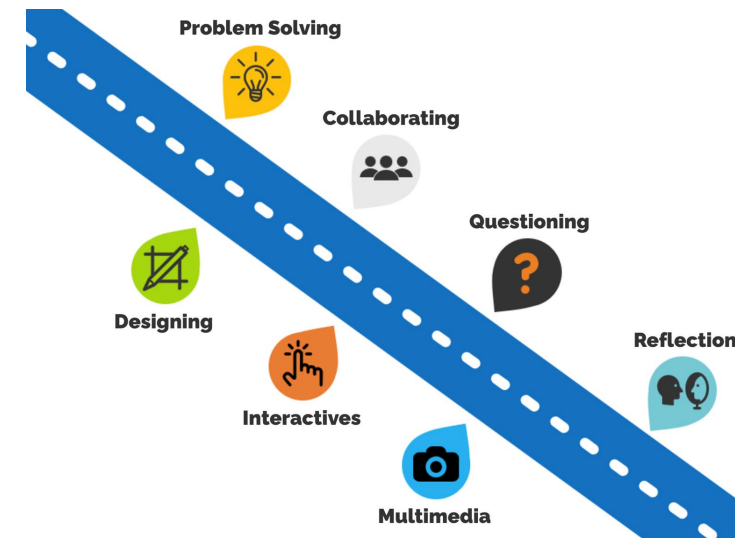 Problem Solving
Collaborating
Questioning
Designing
Reflection
Interactives
Multimedia